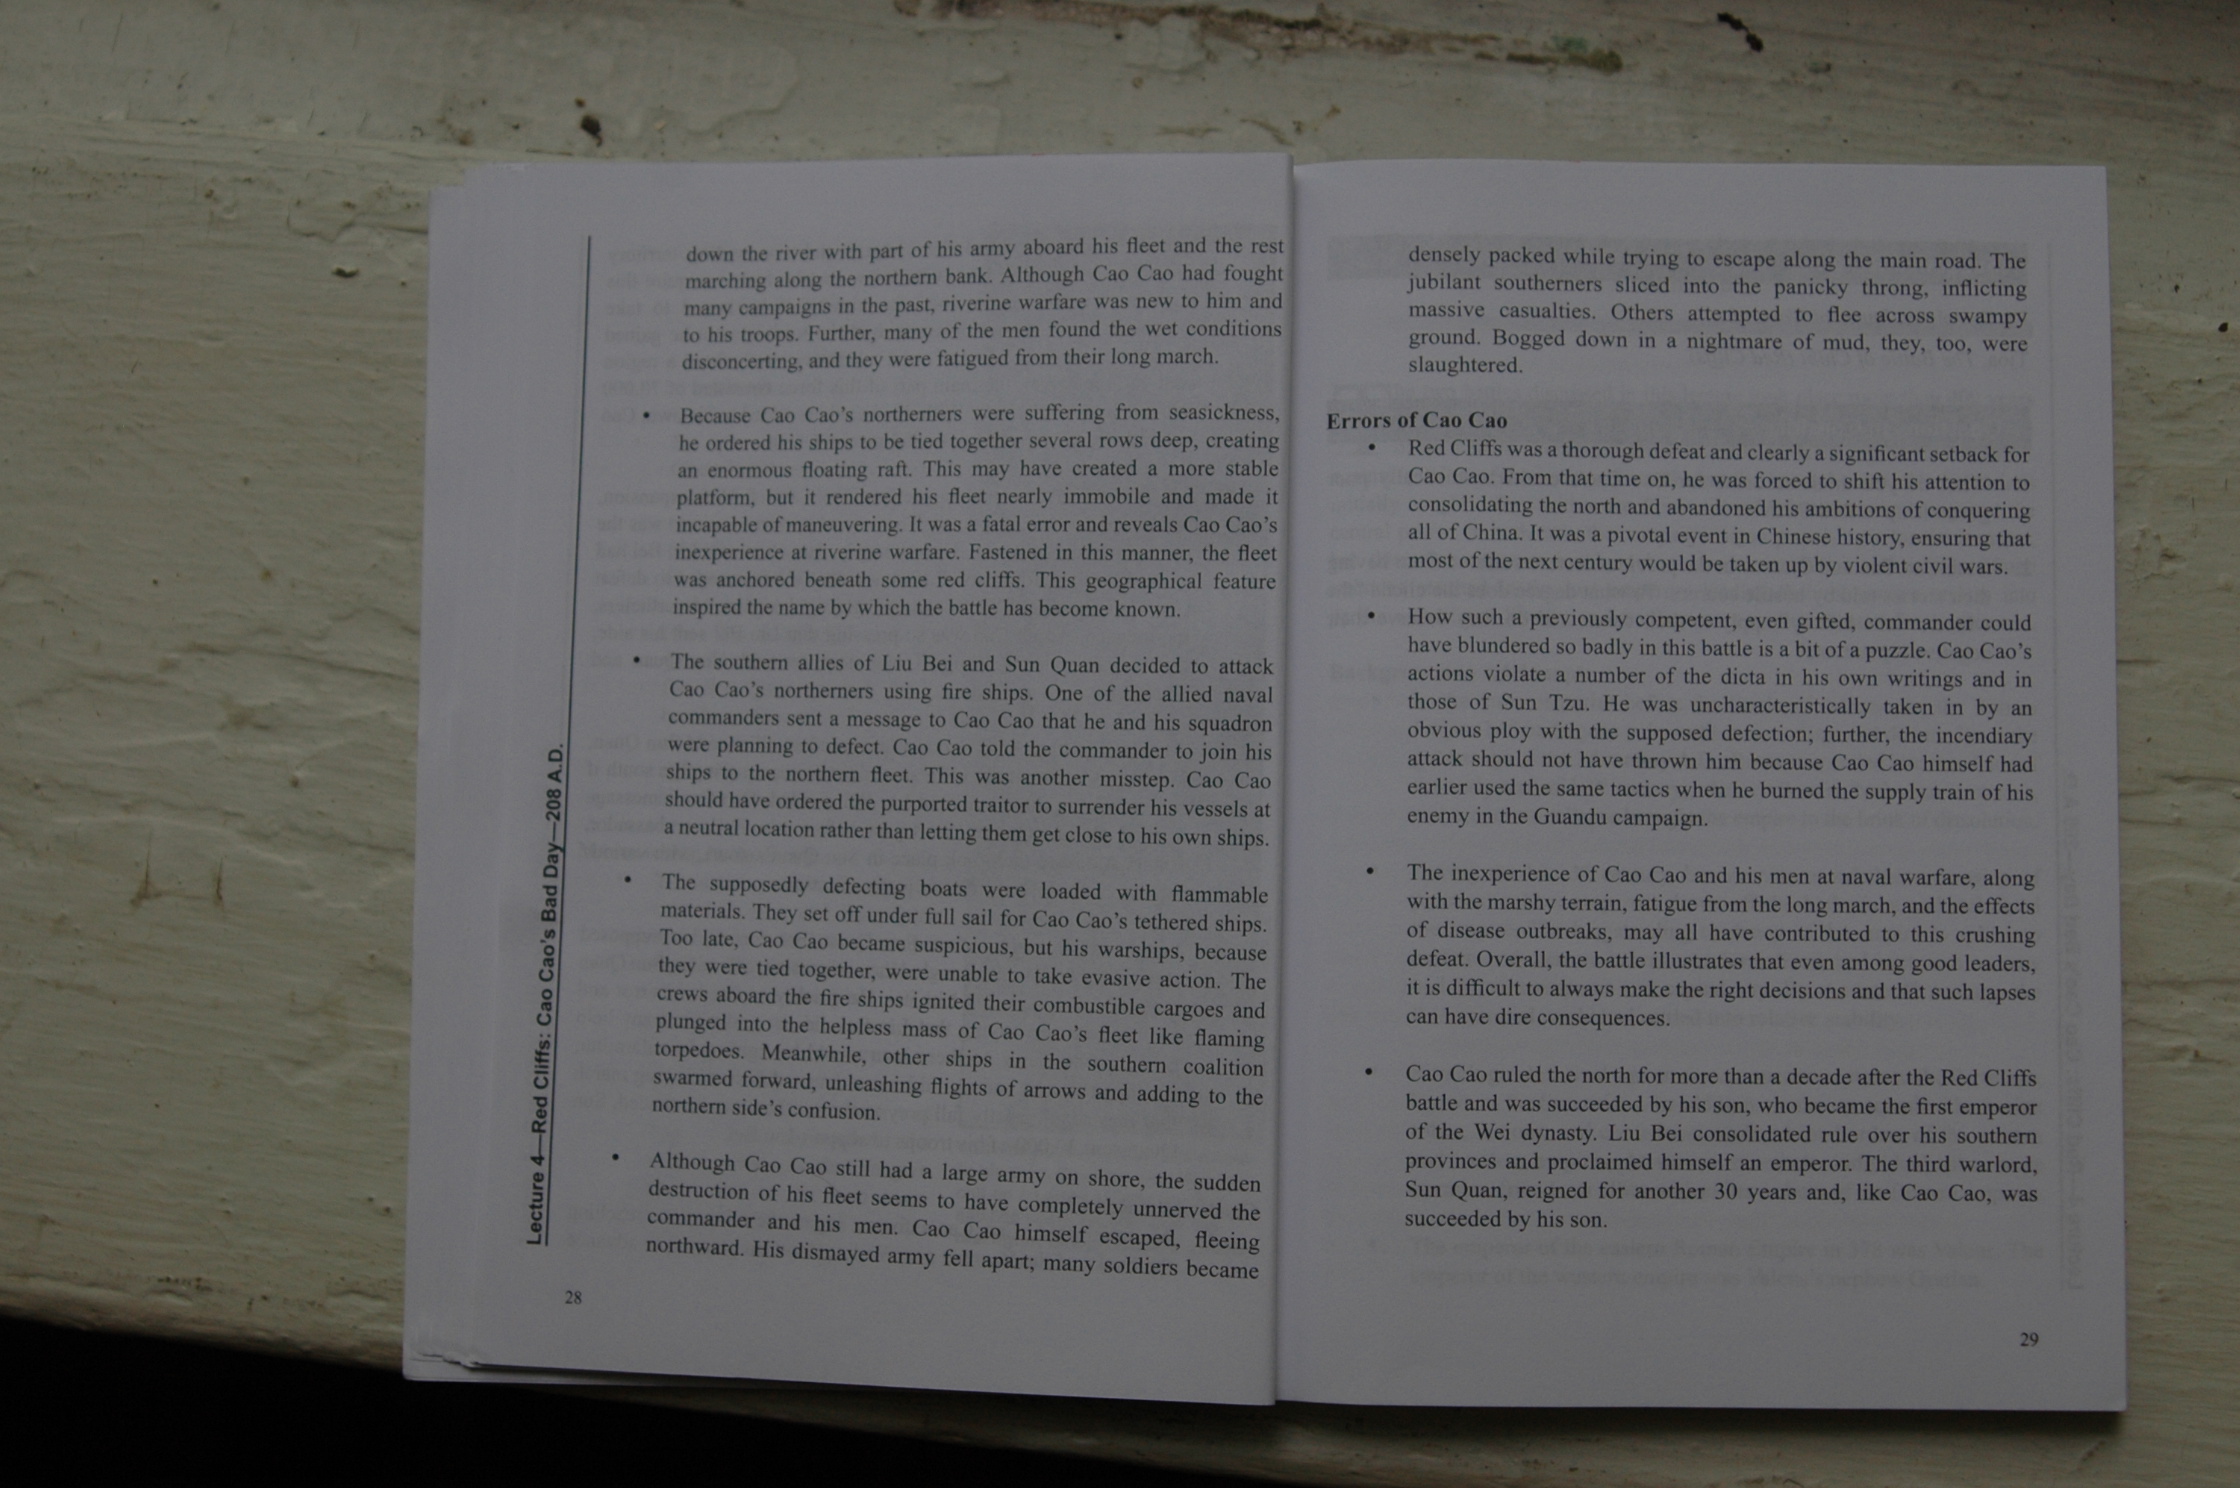 Lecture 4—Red Cliffs: Cao Cao's Bad Day—208 A.D.
down the river with part of his army aboard his fleet and the rest
marching along the northern bank. Although Cao Cao had fought
many campaigns in the past, riverine warfare was new to him and
to his troops. Further, many of the men found the wet conditions
disconcerting, and they were fatigued from their long march.
• Because Cao Cao's northerners were suffering from seasickness,
he ordered his ships to be tied together several rows deep, creating
an enormous floating raft. This may have created a more stable
platform, but it rendered his fleet nearly immobile and made it
incapable of maneuvering. It was a fatal error and reveals Cao Cao's
inexperience at riverine warfare. Fastened in this manner, the fleet
was anchored beneath some red cliffs. This geographical feature
inspired the name by which the battle has become known.
• The southern allies of Liu Bei and Sun Quan decided to attack
Cao Cao's northerners using fire ships. One of the allied naval
commanders sent a message to Cao Cao that he and his squadron
were planning to defect. Cao Cao told the commander to join his
ships to the northern fleet. This was another misstep. Cao Cao
should have ordered the purported traitor to surrender his vessels at
a neutral location rather than letting them get close to his own ships.
• The supposedly defecting boats were loaded with flammable
materials. They set off under full sail for Cao Cao's tethered ships.
Too late, Cao Cao became suspicious, but his warships, because
they were tied together, were unable to take evasive action. The
crews aboard the fire ships ignited their combustible cargoes and
plunged into the helpless mass of Cao Cao's fleet like flaming
torpedoes. Meanwhile, other ships in the southern coalition
swarmed forward, unleashing flights of arrows and adding to the
northern side's confusion.
• Although Cao Cao still had a large army on shore, the sudden
destruction of his fleet seems to have completely unnerved the
commander and his men. Cao Cao himself escaped, fleeing
northward. His dismayed army fell apart; many soldiers became
28
densely packed while trying to escape along the main road. The
jubilant southerners sliced into the panicky throng, inflicting
massive casualties. Others attempted to flee across swampy
ground. Bogged down in a nightmare of mud, they, too, were
slaughtered.
Errors of Cao Cao
• Red Cliffs was a thorough defeat and clearly a significant setback for
Cao Cao. From that time on, he was forced to shift his attention to
consolidating the north and abandoned his ambitions of conquering
all of China. It was a pivotal event in Chinese history, ensuring that
most of the next century would be taken up by violent civil wars.
• How such a previously competent, even gifted, commander could
have blundered so badly in this battle is a bit of a puzzle. Cao Cao's
actions violate a number of the dicta in his own writings and in
those of Sun Tzu. He was uncharacteristically taken in by an
obvious ploy with the supposed defection; further, the incendiary
attack should not have thrown him because Cao Cao himself had
earlier used the same tactics when he burned the supply train of his
enemy in the Guandu campaign.
• The inexperience of Cao Cao and his men at naval warfare, along
with the marshy terrain, fatigue from the long march, and the effects
of disease outbreaks, may all have contributed to this crushing
defeat. Overall, the battle illustrates that even among good leaders,
it is difficult to always make the right decisions and that such lapses
can have dire consequences.
• Cao Cao ruled the north for more than a decade after the Red Cliffs
battle and was succeeded by his son, who became the first emperor
of the Wei dynasty. Liu Bei consolidated rule over his southern
provinces and proclaimed himself an emperor. The third warlord,
Sun Quan, reigned for another 30 years and, like Cao Cao, was
succeeded by his son.
29